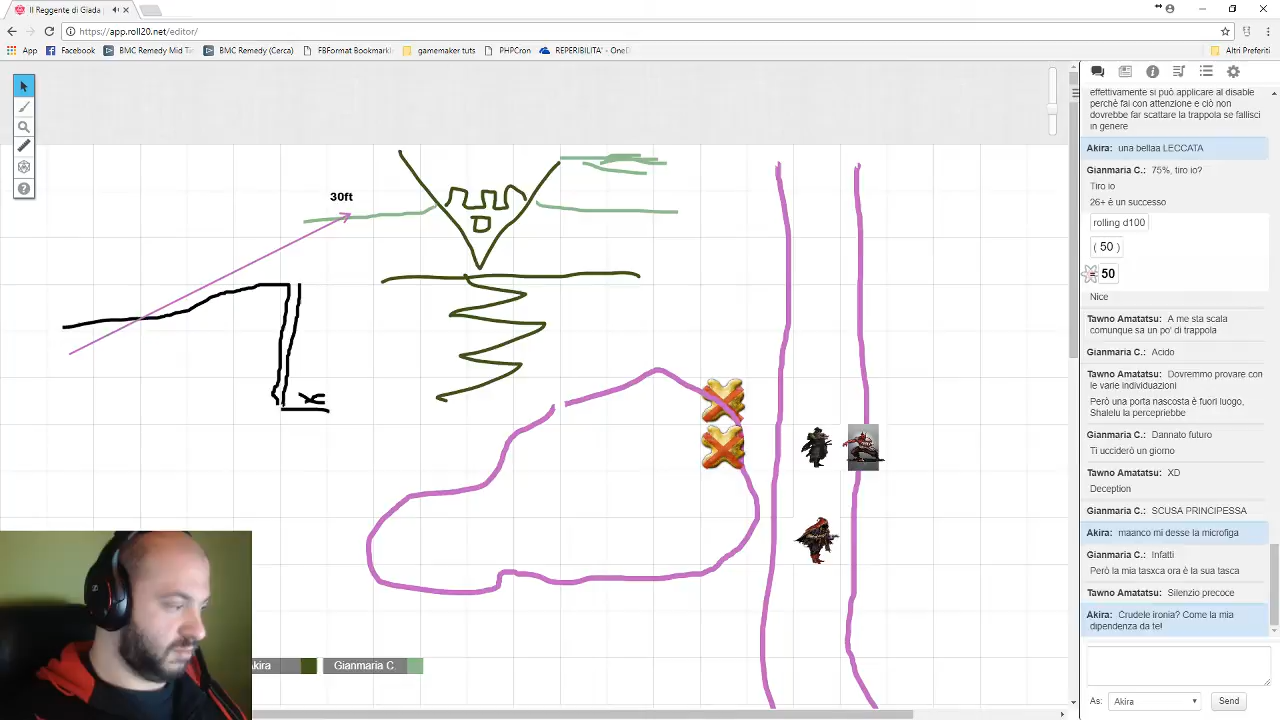 Il Reggente di Giada
https://app.roll20.net/editor/
App
Facebook
BMC Remedy Mid Ti
BMC Remedy (Cerca)
FBFormat Bookmarkl
gamemaker tuts
PHPCron
REPERIBILITA' - OneD
Altri Preferiti
30ft
effettivamente si può applicar al disable
perchè fai con attenzione e ciò non
dovrebbe far scattare la trappola se fallisci
in genere
Akira: una bellaa LECCATA
Gianmaria C.: 75%, tiro io?
Tiro io
26+ è un successo
rolling d100
( 50 )
= 50
Nice
Tawno Amatatsu: A me sta scala
comunque sa un po' di trappola
Gianmaria C.: Acido
Tawno Amatatsu: Dovremmo provare con
le varie individuazioni
Però una porta nascosta è fuori luogo,
Shalelu la percepriebbe
Gianmaria C.: Dannato futuro
Ti ucciderò un giorno
Tawno Amatatsu: XD
Deception
Gianmaria C.: SCUSA PRINCIPESSA
Akira: maanco mi desse la microfiga
Gianmaria C.: Infatti
Però la mia tasxca ora è la sua tasca
Tawno Amatatsu: Silenzio precoce
Akira: Crudele ironia? Come la mia
dipendenza da te!
kira
Gianmaria C.
As:
Akira
Send